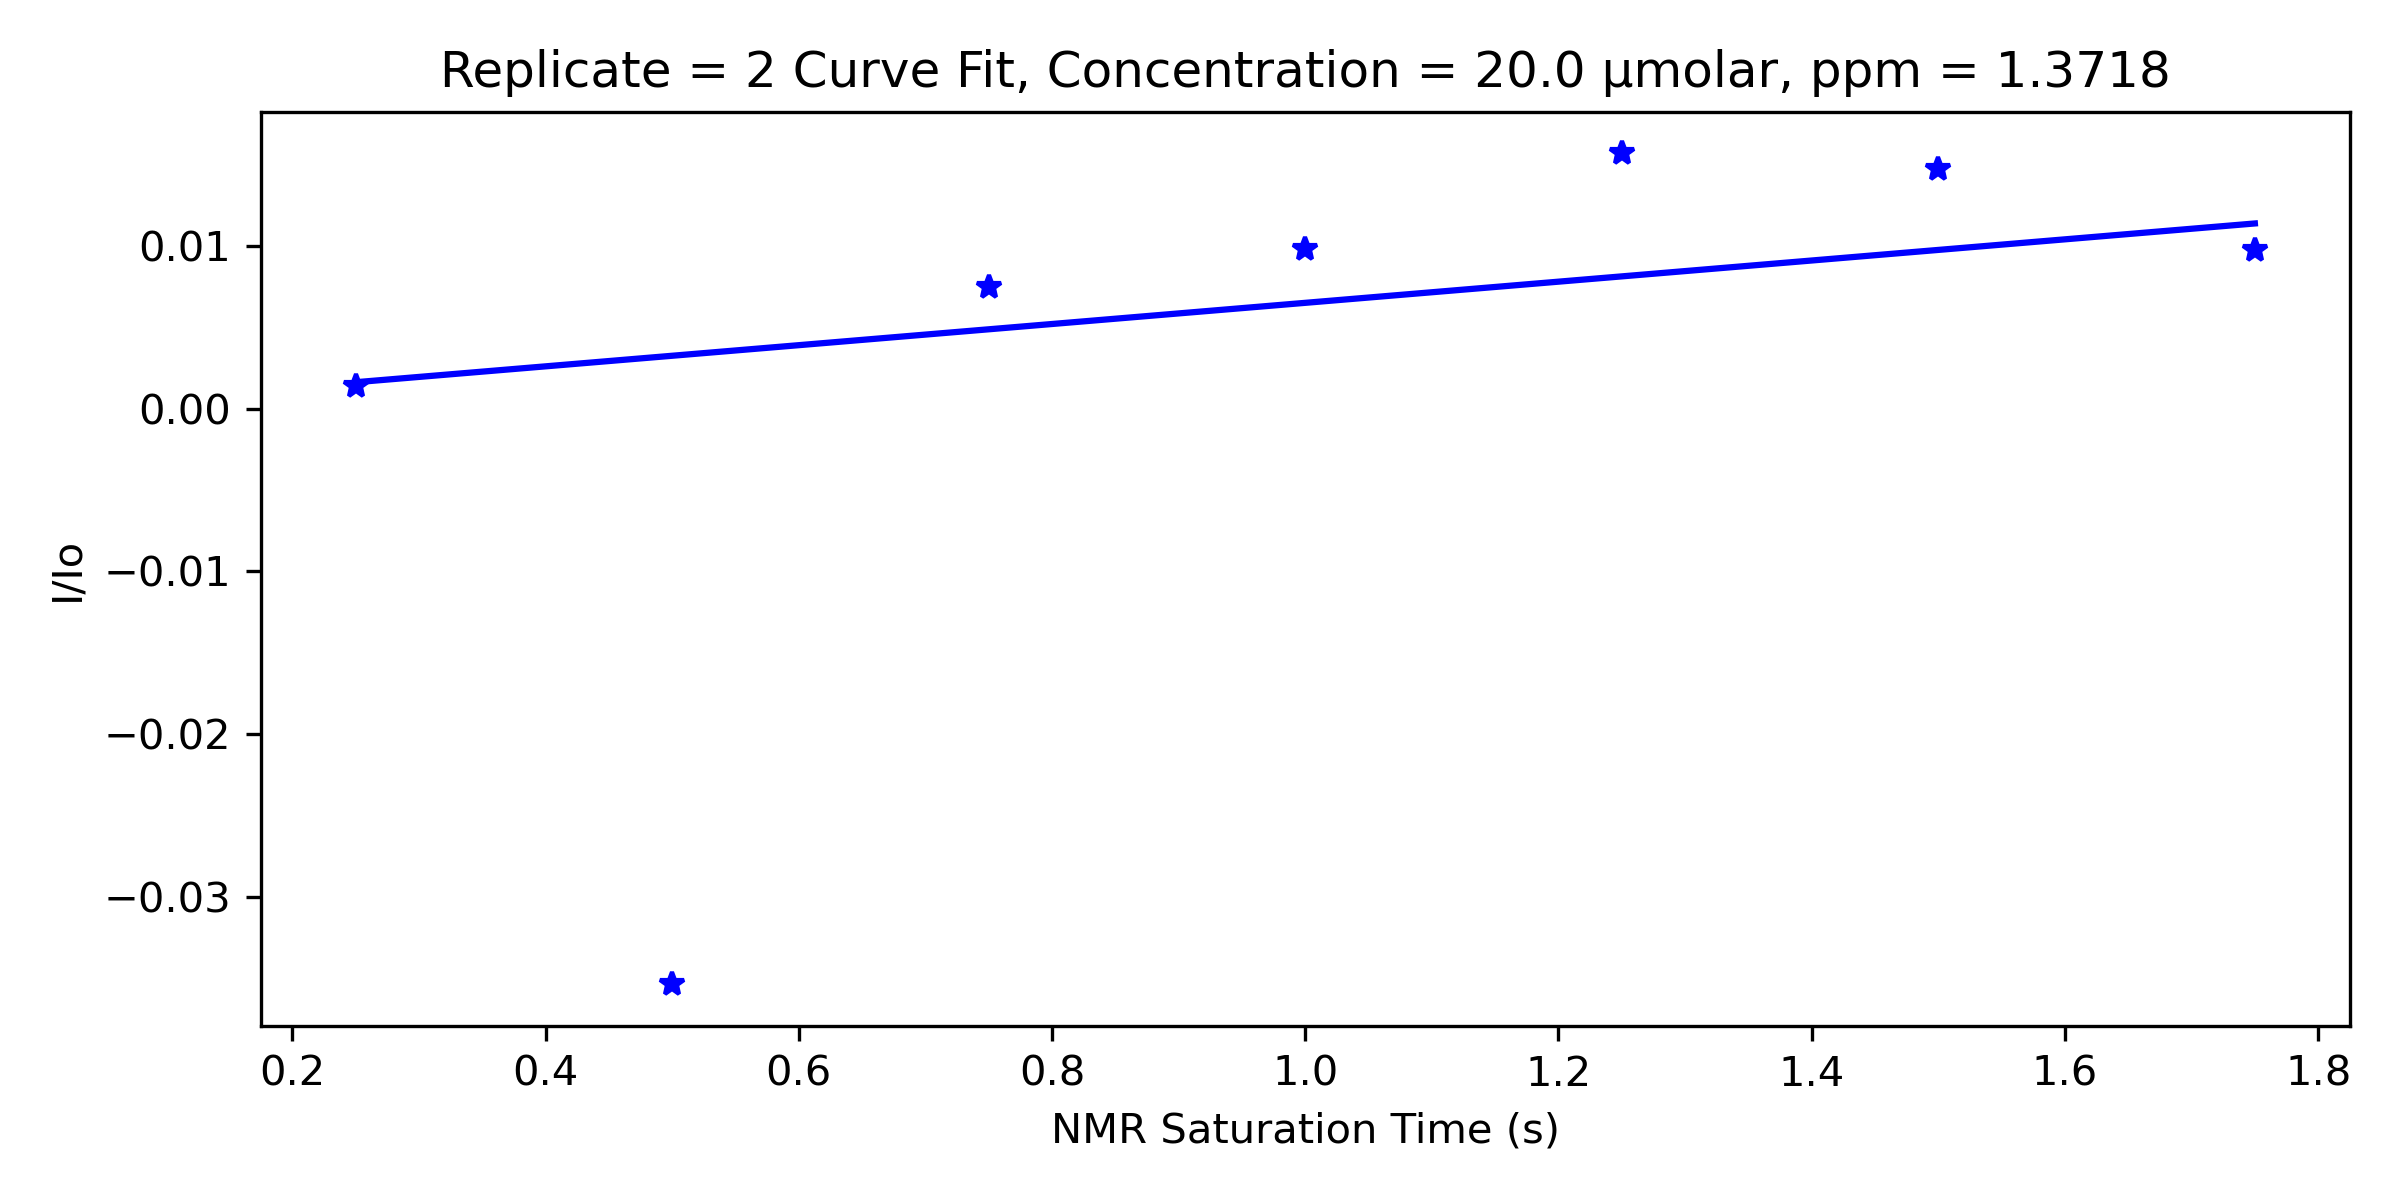 Replicate = 2 Curve Fit, Concentration = 20.0 µmolar, ppm = 1.3718
I/Io
0.01
0.00
−0.01
−0.02
−0.03
0.2 0.4 0.6 0.8 1.0 1.2 1.4 1.6 1.8
NMR Saturation Time (s)